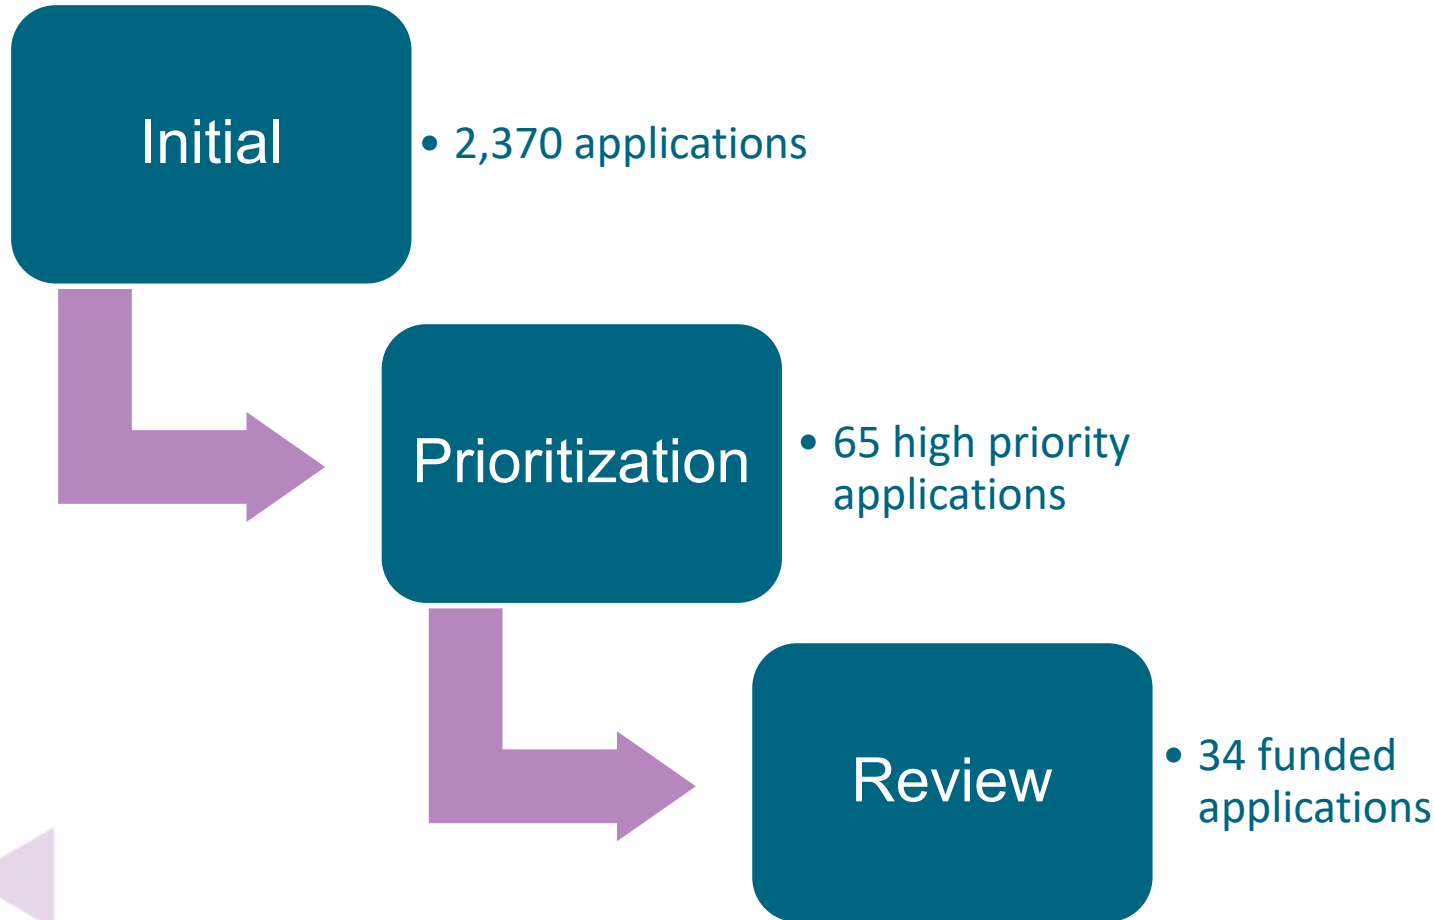 Initial
• 2,370 applications
Prioritization
• 65 high priority
applications
Review
• 34 funded
applications